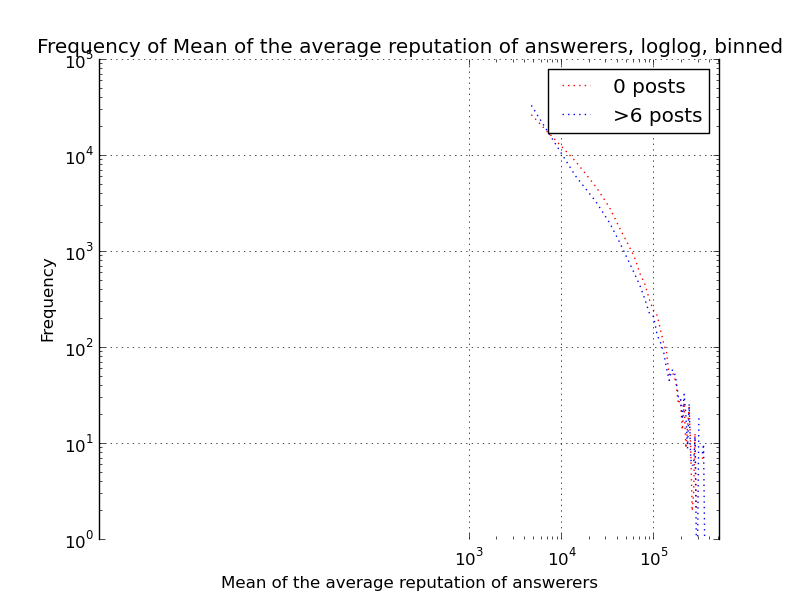 Frequency of Mean of the average reputation of answerers, loglog, binned
10^5
10^4
10^3
10^2
10^1
10^0
Frequency
0 posts
>6 posts
10^3 10^4 10^5
Mean of the average reputation of answerers